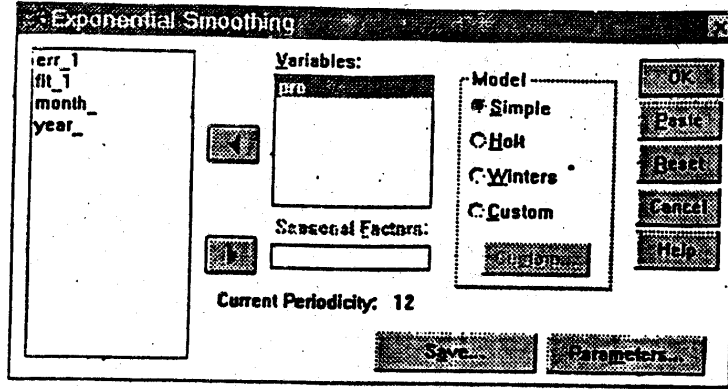 Exponential Smoothing
err_1
fit_1
month_
year_
Variables:
pro
Seasonal Factors:
Current Periodicity: 12
Model
Simple
Holt
Winters
Custom
Custom...
OK
Paste
Reset
Cancel
Help
Save...
Parameters...